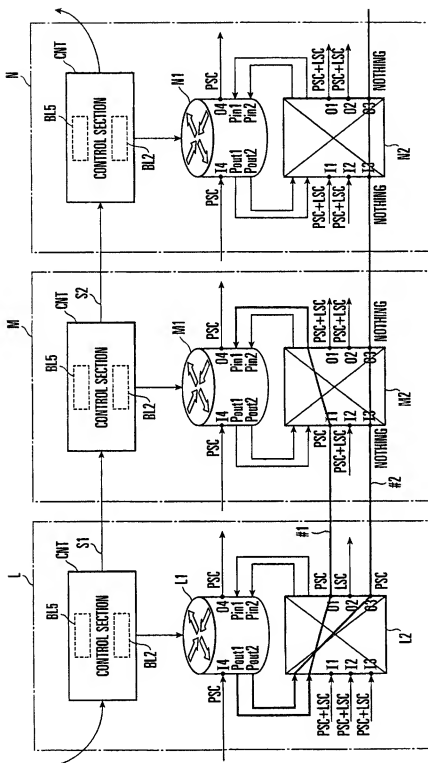 L
CNT
BL5
CONTROL SECTION
BL2
S1
L1
PSC
I4
O4
PSC
Pout1
Pin1
Pout2
Pin2
PSC+LSC
I1
O1
PSC
PSC+LSC
I2
O2
LSC
PSC+LSC
I3
O3
PSC
L2
#1
#2
M
CNT
BL5
CONTROL SECTION
BL2
S2
M1
PSC
I4
O4
PSC
Pout1
Pin1
Pout2
Pin2
PSC
I1
O1
PSC+LSC
PSC+LSC
I2
O2
PSC+LSC
NOTHING
I3
O3
NOTHING
M2
N
CNT
BL5
CONTROL SECTION
BL2
N1
PSC
I4
O4
PSC
Pout1
Pin1
Pout2
Pin2
PSC+LSC
I1
O1
PSC+LSC
PSC+LSC
I2
O2
PSC+LSC
NOTHING
I3
O3
NOTHING
N2